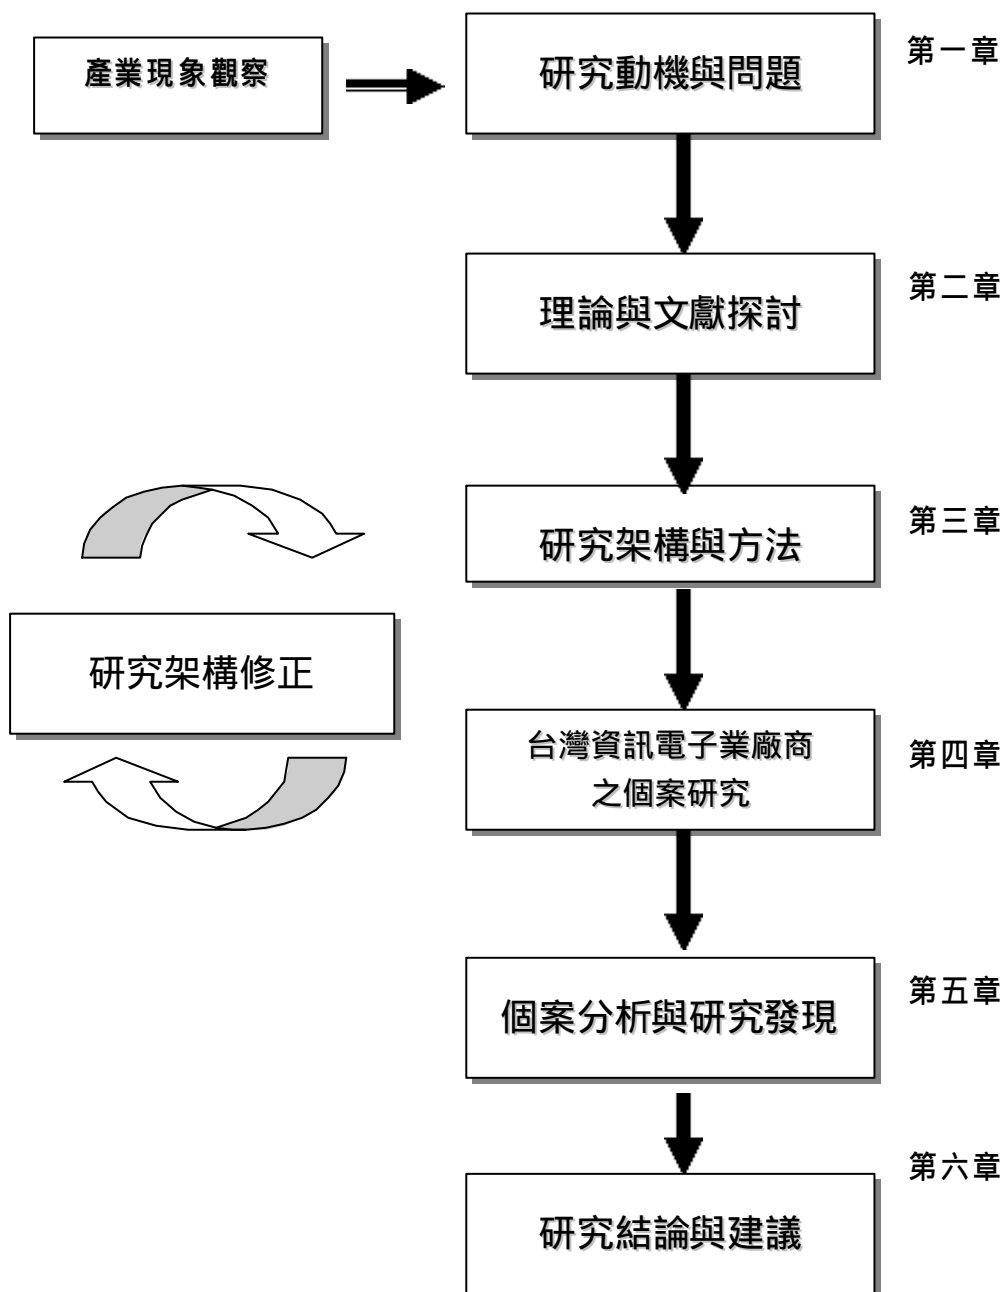 產業現象觀察
研究動機與問題
第一章
理論與文獻探討
第二章
研究架構與方法
第三章
研究架構修正
台灣資訊電子業廠商
之個案研究
第四章
個案分析與研究發現
第五章
研究結論與建議
第六章